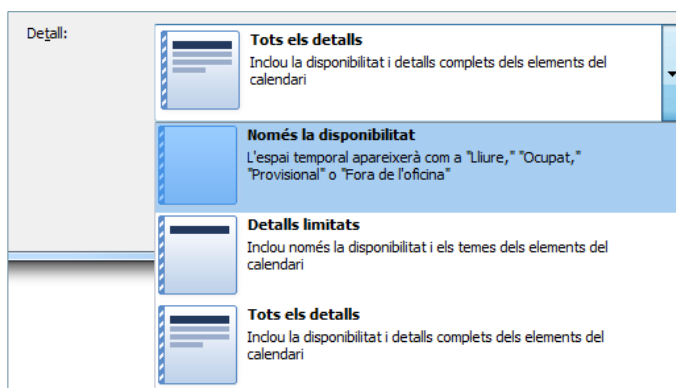 Detall:
Tots els detalls
Inclou la disponibilitat i detalls complets dels elements del
calendari
Només la disponibilitat
L'espai temporal apareixerà com a "Lliure," "Ocupat,"
"Provisional" o "Fora de l'oficina"
Detalls limitats
Inclou només la disponibilitat i els temes dels elements del
calendari
Tots els detalls
Inclou la disponibilitat i detalls complets dels elements del
calendari